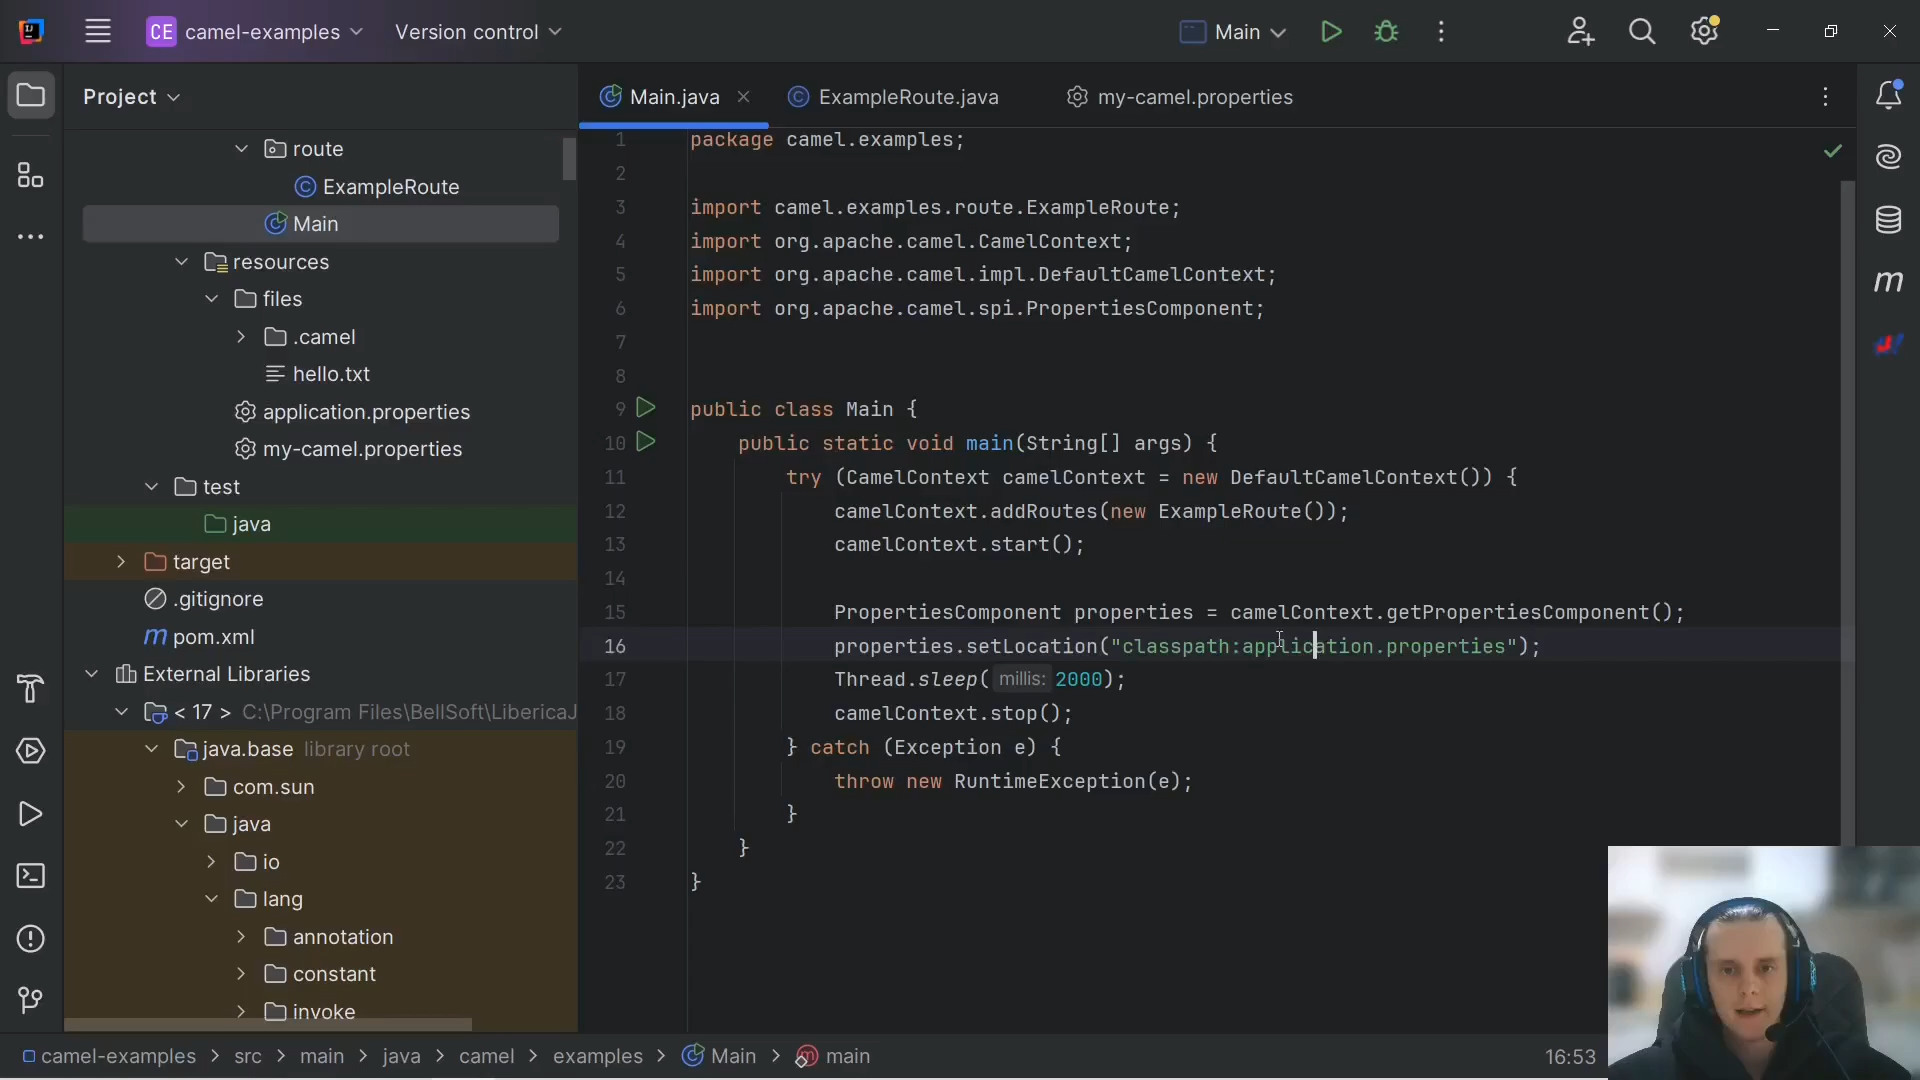 CE camel-examples Version control Main
Project
Main.java ExampleRoute.java my-camel.properties
route
ExampleRoute
Main
resources
files
.camel
hello.txt
application.properties
my-camel.properties
test
java
target
.gitignore
m pom.xml
External Libraries
< 17 > C:\Program Files\BellSoft\LibericaJ
java.base library root
com.sun
java
io
lang
annotation
constant
invoke
1 package camel.examples;
2
3 import camel.examples.route.ExampleRoute;
4 import org.apache.camel.CamelContext;
5 import org.apache.camel.impl.DefaultCamelContext;
6 import org.apache.camel.spi.PropertiesComponent;
7
8
9 public class Main {
10 public static void main(String[] args) {
11 try (CamelContext camelContext = new DefaultCamelContext()) {
12 camelContext.addRoutes(new ExampleRoute());
13 camelContext.start();
14
15 PropertiesComponent properties = camelContext.getPropertiesComponent();
16 properties.setLocation("classpath:application.properties");
17 Thread.sleep( millis: 2000);
18 camelContext.stop();
19 } catch (Exception e) {
20 throw new RuntimeException(e);
21 }
22 }
23 }
m
camel-examples > src > main > java > camel > examples > Main > main 16:53